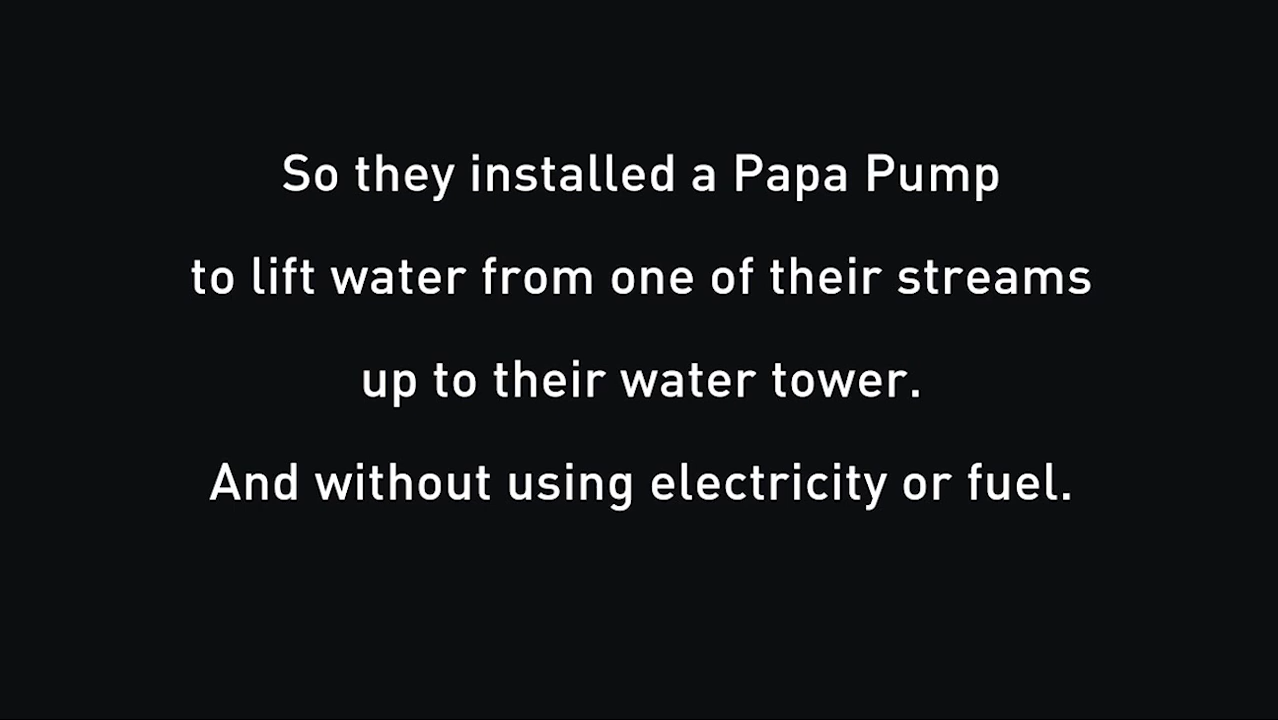 So they installed a Papa Pump
to lift water from one of their streams
up to their water tower.
And without using electricity or fuel.